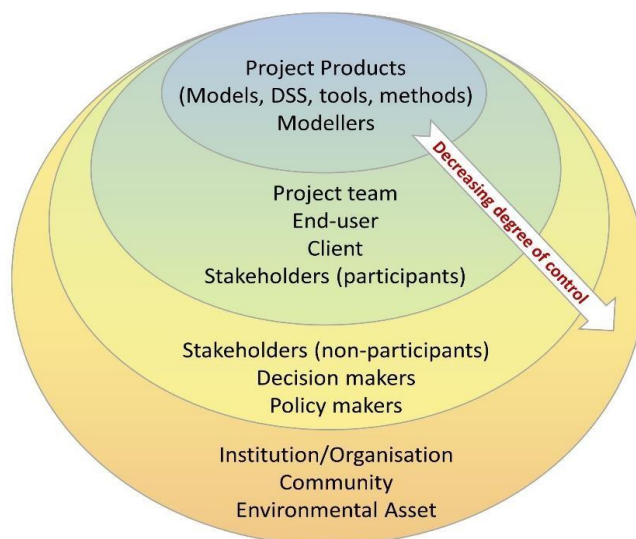 Project Products
(Models, DSS, tools, methods)
Modellers
Decreasing degree of control
Project team
End-user
Client
Stakeholders (participants)
Stakeholders (non-participants)
Decision makers
Policy makers
Institution/Organisation
Community
Environmental Asset